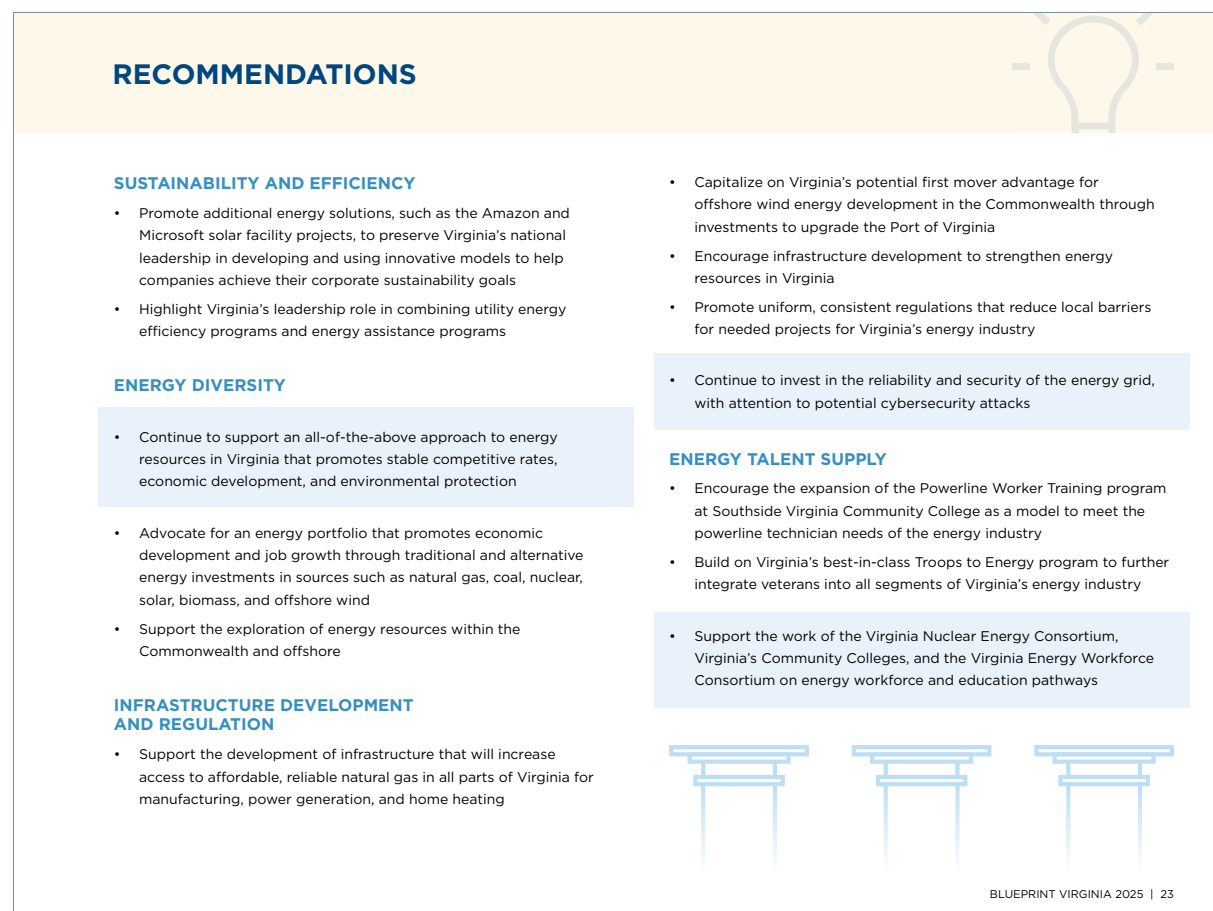 RECOMMENDATIONS
SUSTAINABILITY AND EFFICIENCY
• Promote additional energy solutions, such as the Amazon and
Microsoft solar facility projects, to preserve Virginia’s national
leadership in developing and using innovative models to help
companies achieve their corporate sustainability goals
• Highlight Virginia’s leadership role in combining utility energy
efficiency programs and energy assistance programs
ENERGY DIVERSITY
• Continue to support an all-of-the-above approach to energy
resources in Virginia that promotes stable competitive rates,
economic development, and environmental protection
• Advocate for an energy portfolio that promotes economic
development and job growth through traditional and alternative
energy investments in sources such as natural gas, coal, nuclear,
solar, biomass, and offshore wind
• Support the exploration of energy resources within the
Commonwealth and offshore
INFRASTRUCTURE DEVELOPMENT
AND REGULATION
• Support the development of infrastructure that will increase
access to affordable, reliable natural gas in all parts of Virginia for
manufacturing, power generation, and home heating
• Capitalize on Virginia’s potential first mover advantage for
offshore wind energy development in the Commonwealth through
investments to upgrade the Port of Virginia
• Encourage infrastructure development to strengthen energy
resources in Virginia
• Promote uniform, consistent regulations that reduce local barriers
for needed projects for Virginia’s energy industry
• Continue to invest in the reliability and security of the energy grid,
with attention to potential cybersecurity attacks
ENERGY TALENT SUPPLY
• Encourage the expansion of the Powerline Worker Training program
at Southside Virginia Community College as a model to meet the
powerline technician needs of the energy industry
• Build on Virginia’s best-in-class Troops to Energy program to further
integrate veterans into all segments of Virginia’s energy industry
• Support the work of the Virginia Nuclear Energy Consortium,
Virginia’s Community Colleges, and the Virginia Energy Workforce
Consortium on energy workforce and education pathways
BLUEPRINT VIRGINIA 2025 | 23